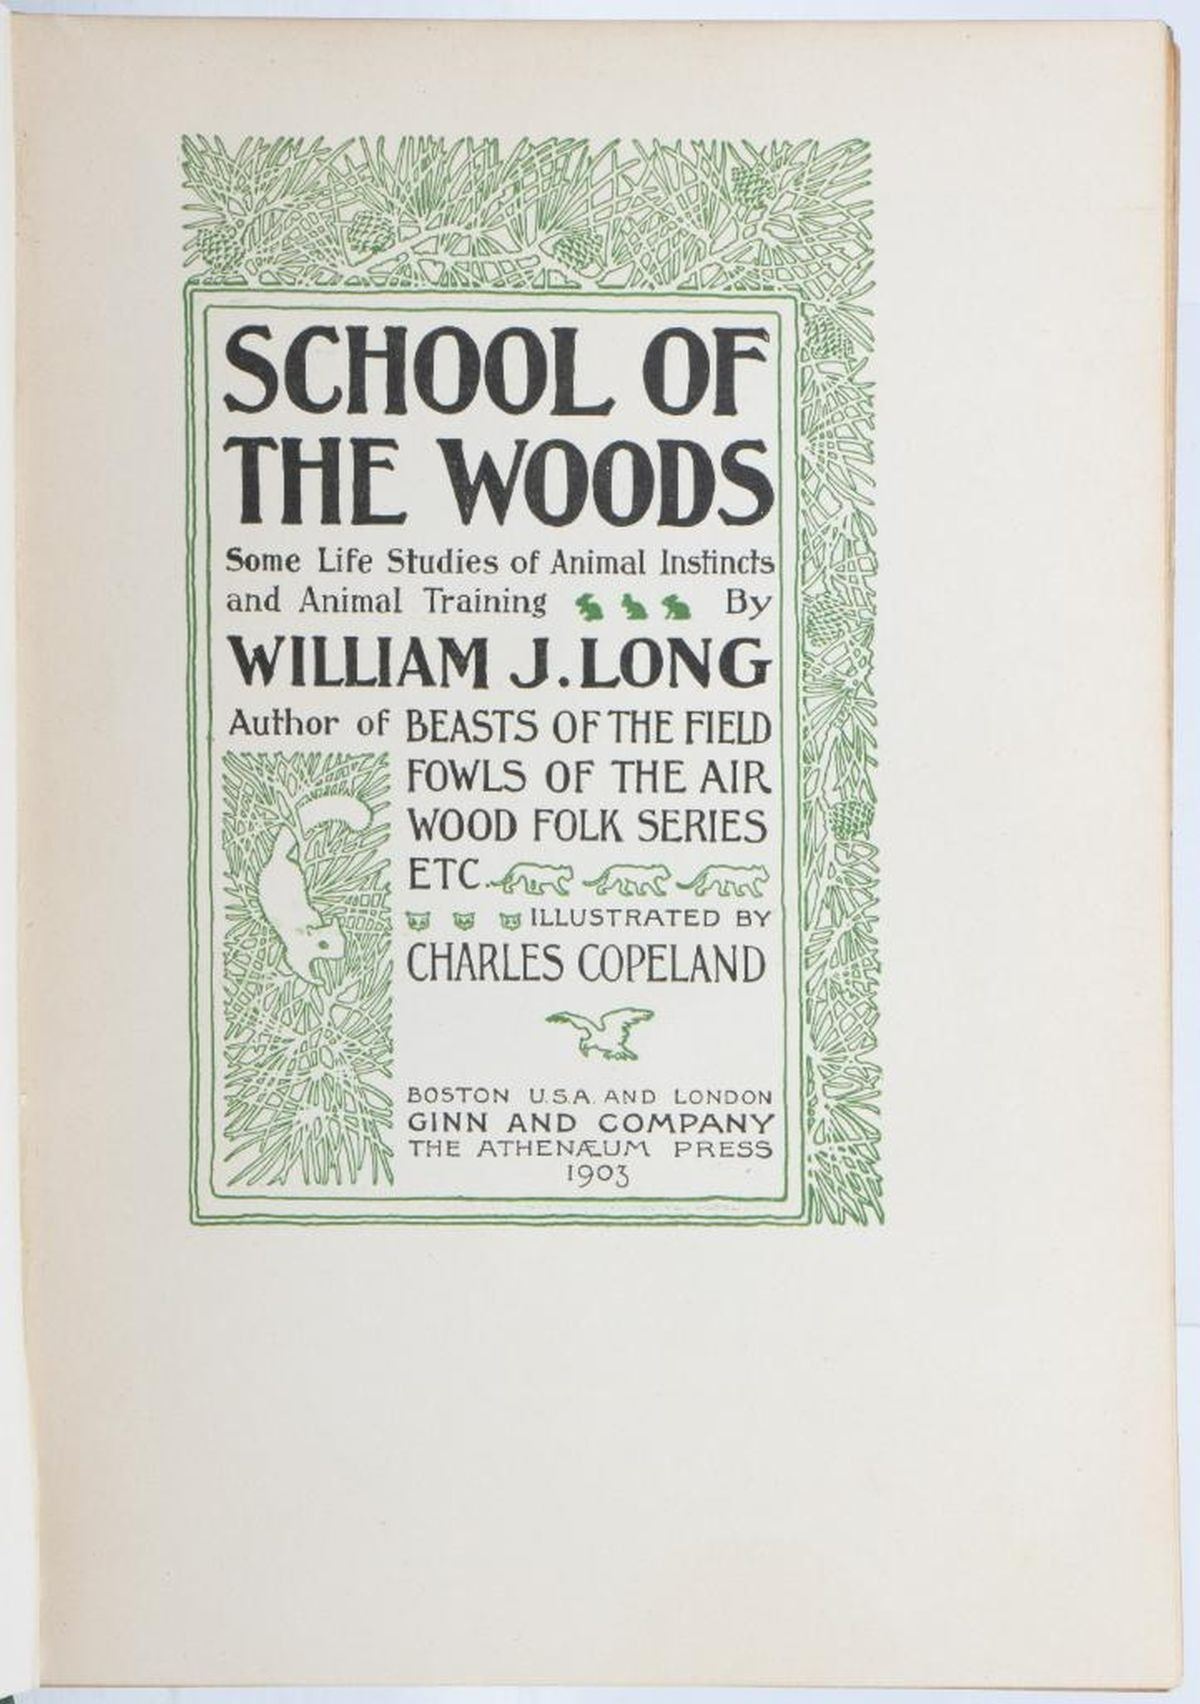 SCHOOL OF
THE WOODS
Some Life Studies of Animal Instincts
and Animal Training By
WILLIAM J. LONG
Author of BEASTS OF THE FIELD
FOWLS OF THE AIR
WOOD FOLK SERIES
ETC.
ILLUSTRATED BY
CHARLES COPELAND
BOSTON U.S.A. AND LONDON
GINN AND COMPANY
THE ATHENÆUM PRESS
1903